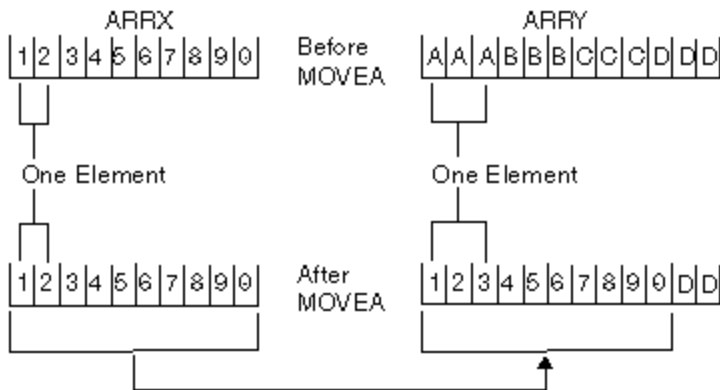 ARRX ARRY
1 2 3 4 5 6 7 8 9 0 Before MOVEA A A A B B B C C C D D D
One Element One Element
1 2 3 4 5 6 7 8 9 0 After MOVEA 1 2 3 4 5 6 7 8 9 0 D D